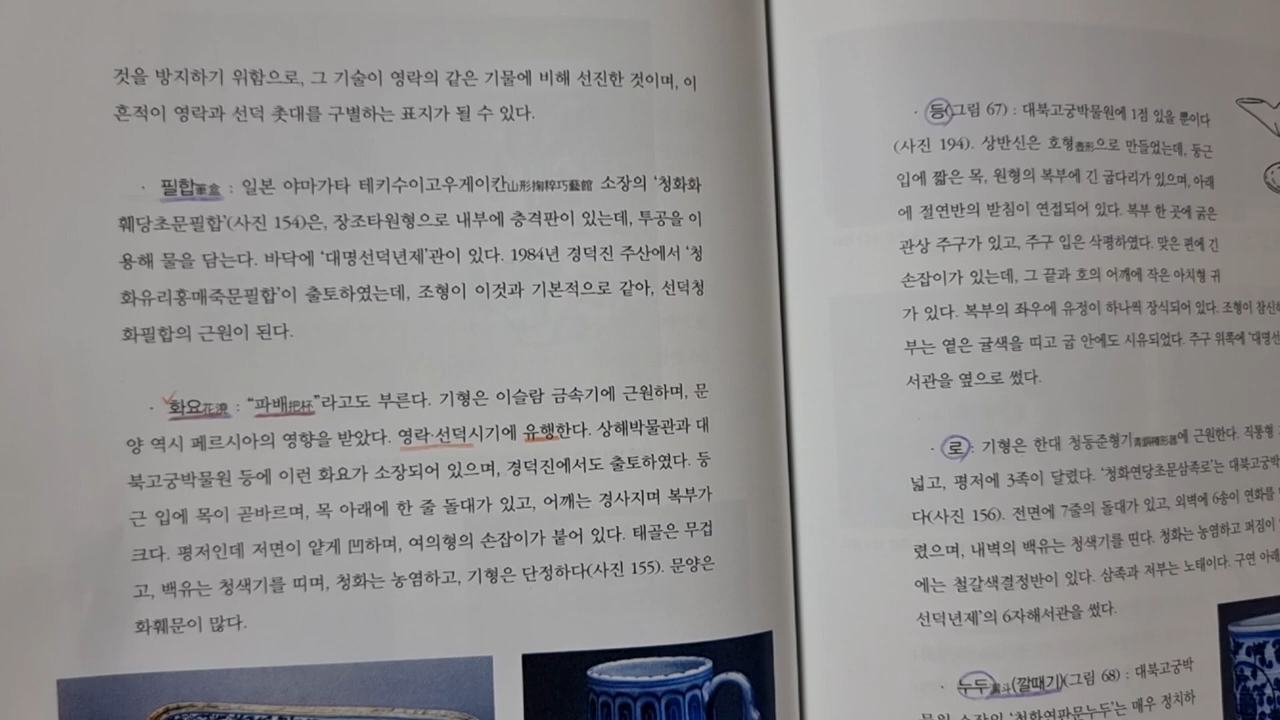 것을 방지하기 위함으로, 그 기술이 영락의 같은 기물에 비해 선진한 것이며, 이
흔적이 영락과 선덕 촛대를 구별하는 표지가 될 수 있다.
· 필합筆盒 : 일본 야마가타 테키수이고우게이칸山形掬粹巧藝館 소장의 ‘청화화
훼당초문필합’(사진 154)은, 장조타원형으로 내부에 충격판이 있는데, 투공을 이
용해 물을 담는다. 바닥에 ‘대명선덕년제’관이 있다. 1984년 경덕진 주산에서 ‘청
화유리홍매죽문필합’이 출토하였는데, 조형이 이것과 기본적으로 같아, 선덕청
화필합의 근원이 된다.
· 화요花澆 : “파배把杯”라고도 부른다. 기형은 이슬람 금속기에 근원하며, 문
양 역시 페르시아의 영향을 받았다. 영락·선덕시기에 유행한다. 상해박물관과 대
북고궁박물원 등에 이런 화요가 소장되어 있으며, 경덕진에서도 출토하였다. 둥
근 입에 목이 곧바르며, 목 아래에 한 줄 돌대가 있고, 어깨는 경사지며 복부가
크다. 평저인데 저면이 얕게 凹하며, 여의형의 손잡이가 붙어 있다. 태골은 무겁
고, 백유는 청색기를 띠며, 청화는 농염하고, 기형은 단정하다(사진 155). 문양은
화훼문이 많다.
· 등(그림 67) : 대북고궁박물원에 1점 있을 뿐이다
(사진 194). 상반신은 호형壺形으로 만들었는데, 둥근
입에 짧은 목, 원형의 복부에 긴 굽다리가 있으며, 아래
에 절연반의 받침이 연접되어 있다. 복부 한 곳에 굵은
관상 주구가 있고, 주구 입은 삭평하였다. 맞은 편에 긴
손잡이가 있는데, 그 끝과 호의 어깨에 작은 아치형 귀
가 있다. 복부의 좌우에 유정이 하나씩 장식되어 있다. 조형이 참신하
부는 옅은 귤색을 띠고 굽 안에도 시유되었다. 주구 위쪽에 ‘대명선
서관을 옆으로 썼다.
· 로 : 기형은 한대 청동준형기에 근원한다. 직통형
넓고, 평저에 3족이 달렸다. ‘청화연당초문삼족로’는 대북고궁박
다(사진 156). 전면에 7줄의 돌대가 있고, 외벽에 6송이 연화를
렸으며, 내벽의 백유는 청색기를 띤다. 청화는 농염하고 퍼짐이
에는 철갈색결정반이 있다. 삼족과 저부는 노태이다. 구연 아래
선덕년제’의 6자해서관을 썼다.
· 누두漏斗(깔때기)(그림 68) : 대북고궁박
물원 소장의 ‘청화연판문누두’는 매우 정치하